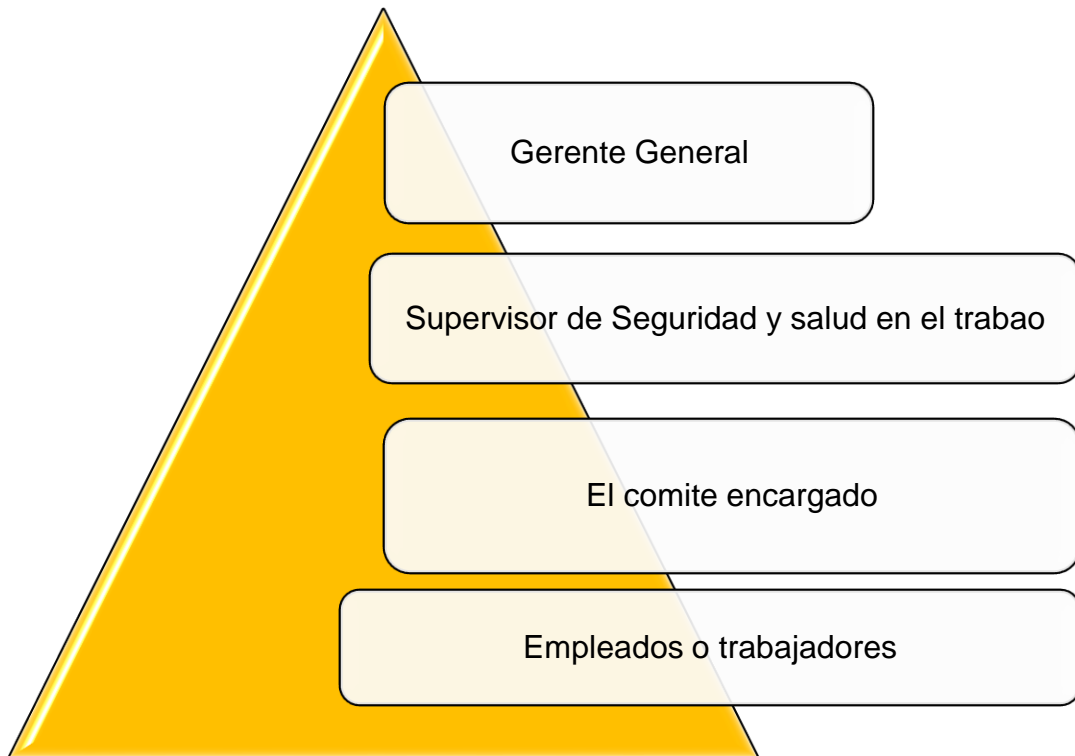 Gerente General
Supervisor de Seguridad y salud en el trabao
El comite encargado
Empleados o trabajadores